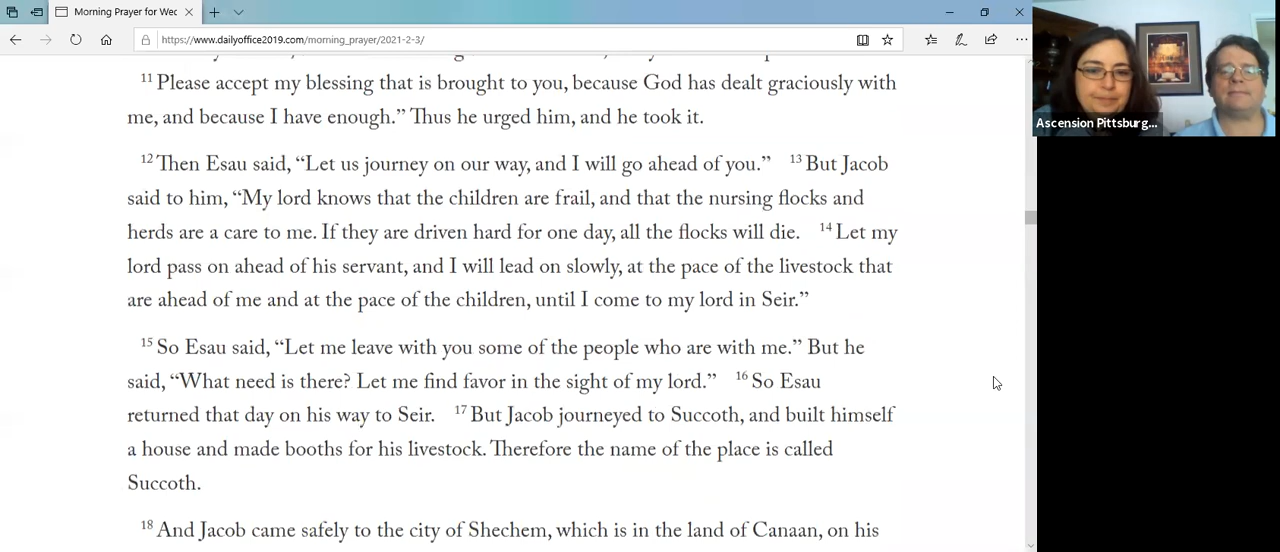 Morning Prayer for Wed
https://www.dailyoffice2019.com/morning_prayer/2021-2-3/
11 Please accept my blessing that is brought to you, because God has dealt graciously with
me, and because I have enough.” Thus he urged him, and he took it.
12 Then Esau said, “Let us journey on our way, and I will go ahead of you.” 13 But Jacob
said to him, “My lord knows that the children are frail, and that the nursing flocks and
herds are a care to me. If they are driven hard for one day, all the flocks will die. 14 Let my
lord pass on ahead of his servant, and I will lead on slowly, at the pace of the livestock that
are ahead of me and at the pace of the children, until I come to my lord in Seir.”
15 So Esau said, “Let me leave with you some of the people who are with me.” But he
said, “What need is there? Let me find favor in the sight of my lord.” 16 So Esau
returned that day on his way to Seir. 17 But Jacob journeyed to Succoth, and built himself
a house and made booths for his livestock. Therefore the name of the place is called
Succoth.
18 And Jacob came safely to the city of Shechem, which is in the land of Canaan, on his
Ascension Pittsburg...